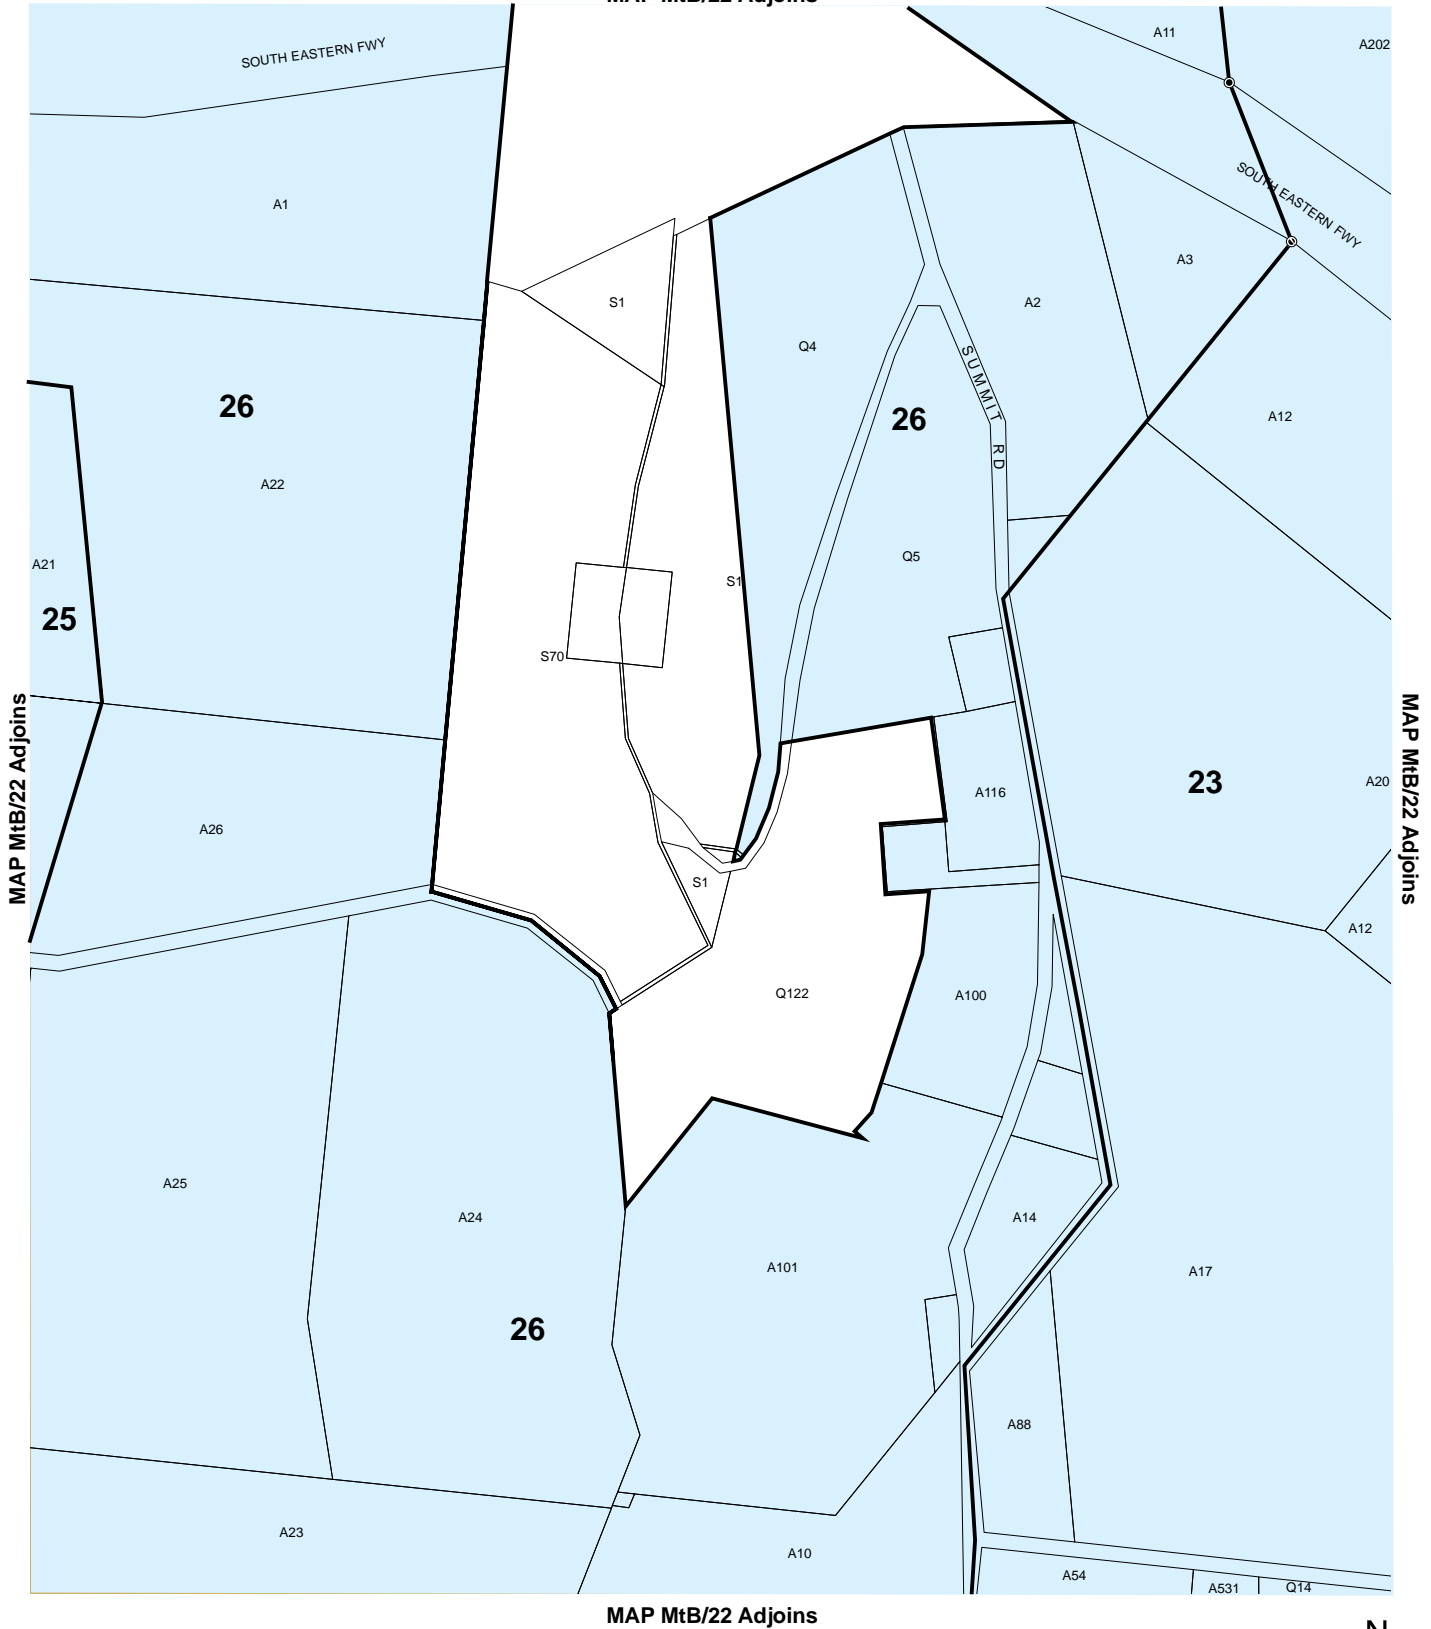 MAP MtB/22 Adjoins
SOUTH EASTERN FWY
A11
A202
A1
SOUTH EASTERN FWY
A3
S1
A2
Q4
SUMMIT RD
26
26
A12
A22
A21
Q5
S1
25
S70
MAP MtB/22 Adjoins
MAP MtB/22 Adjoins
23
A20
A116
A26
S1
A12
Q122
A100
A25
A24
A14
A101
A17
26
A88
A23
A10
A54
A531
Q14
MAP MtB/22 Adjoins
N